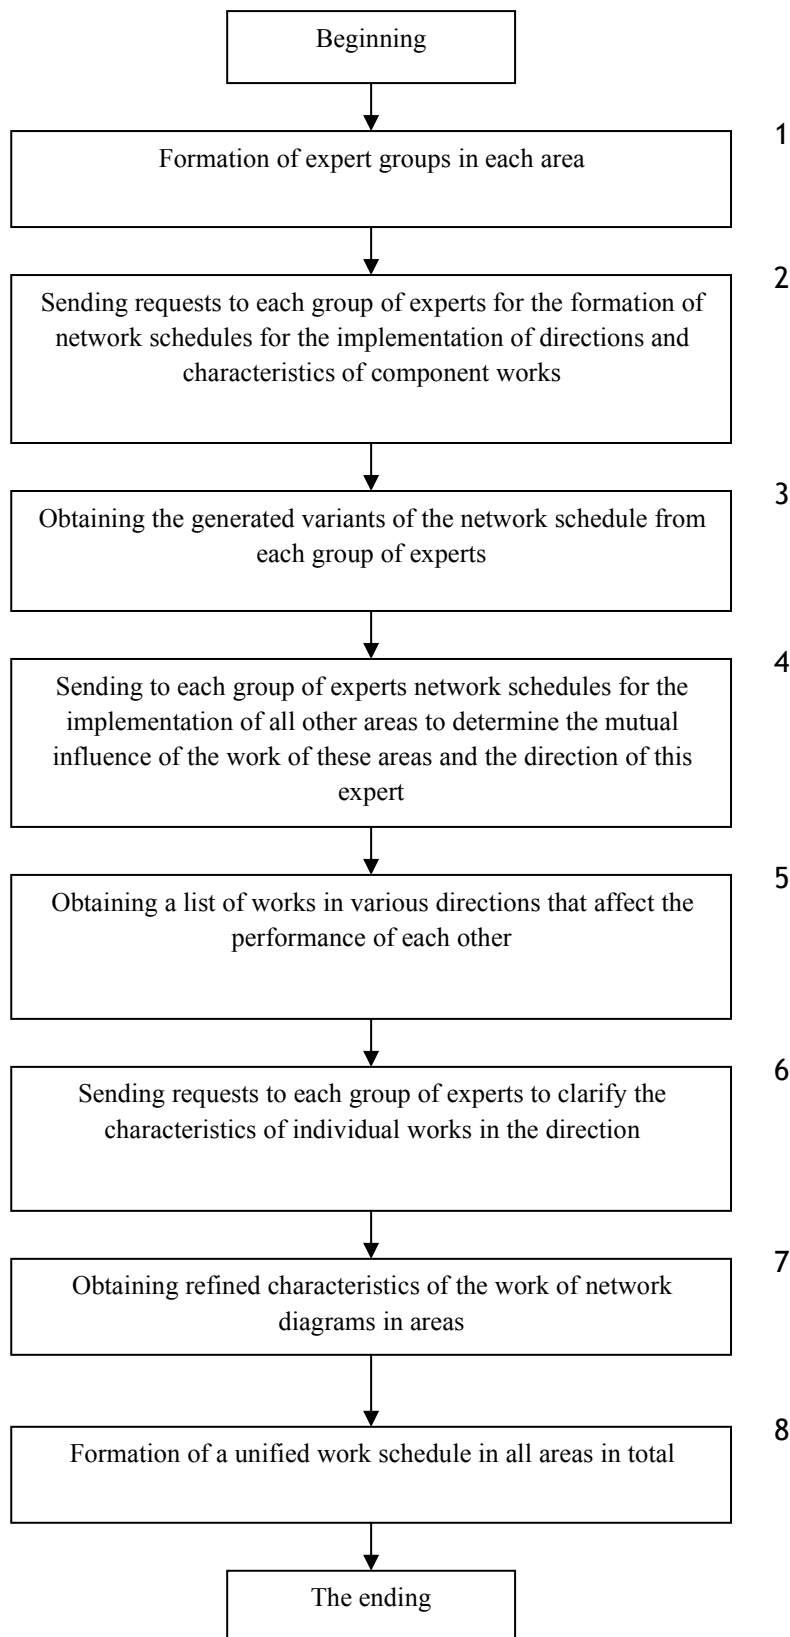 Beginning
1
Formation of expert groups in each area
2
Sending requests to each group of experts for the formation of
network schedules for the implementation of directions and
characteristics of component works
3
Obtaining the generated variants of the network schedule from
each group of experts
4
Sending to each group of experts network schedules for the
implementation of all other areas to determine the mutual
influence of the work of these areas and the direction of this
expert
5
Obtaining a list of works in various directions that affect the
performance of each other
6
Sending requests to each group of experts to clarify the
characteristics of individual works in the direction
7
Obtaining refined characteristics of the work of network
diagrams in areas
8
Formation of a unified work schedule in all areas in total
The ending